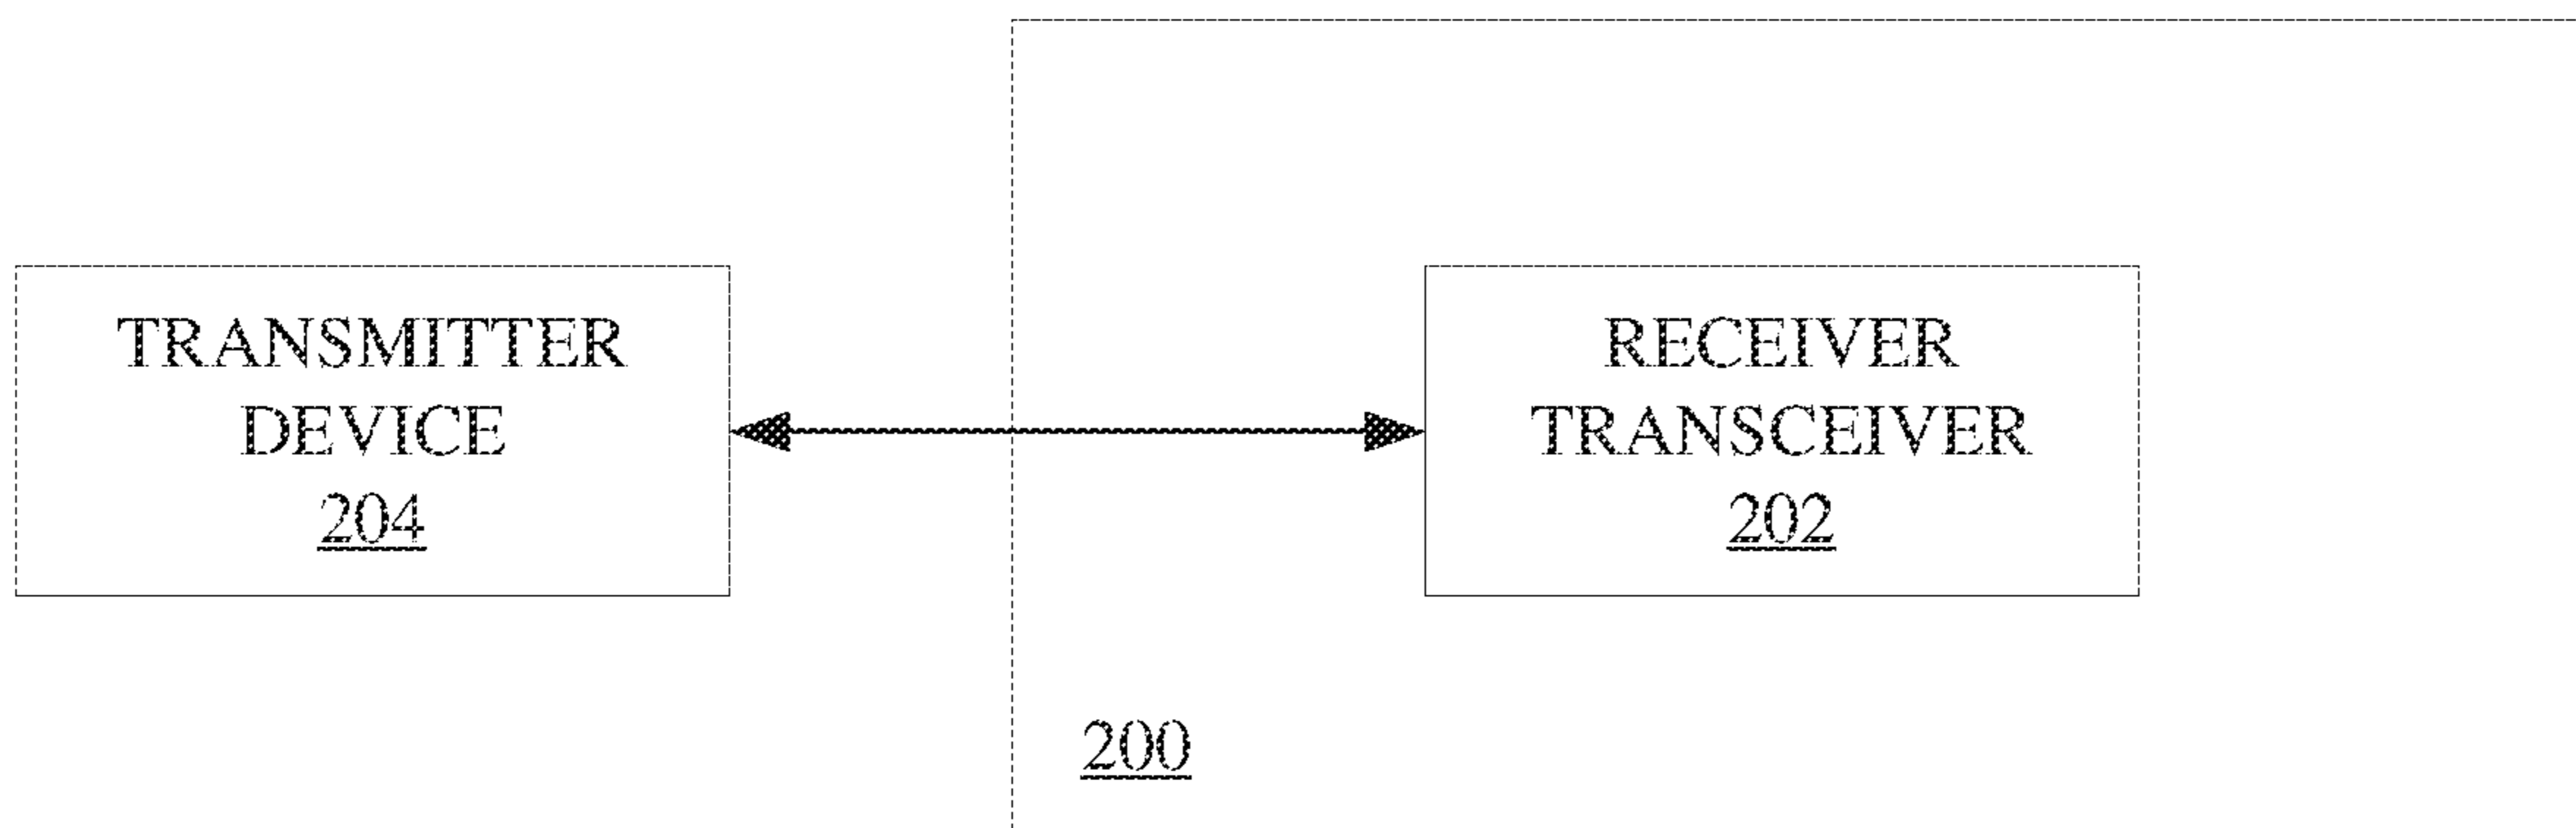 TRANSMITTER
DEVICE
204
RECEIVER
TRANSCEIVER
202
200